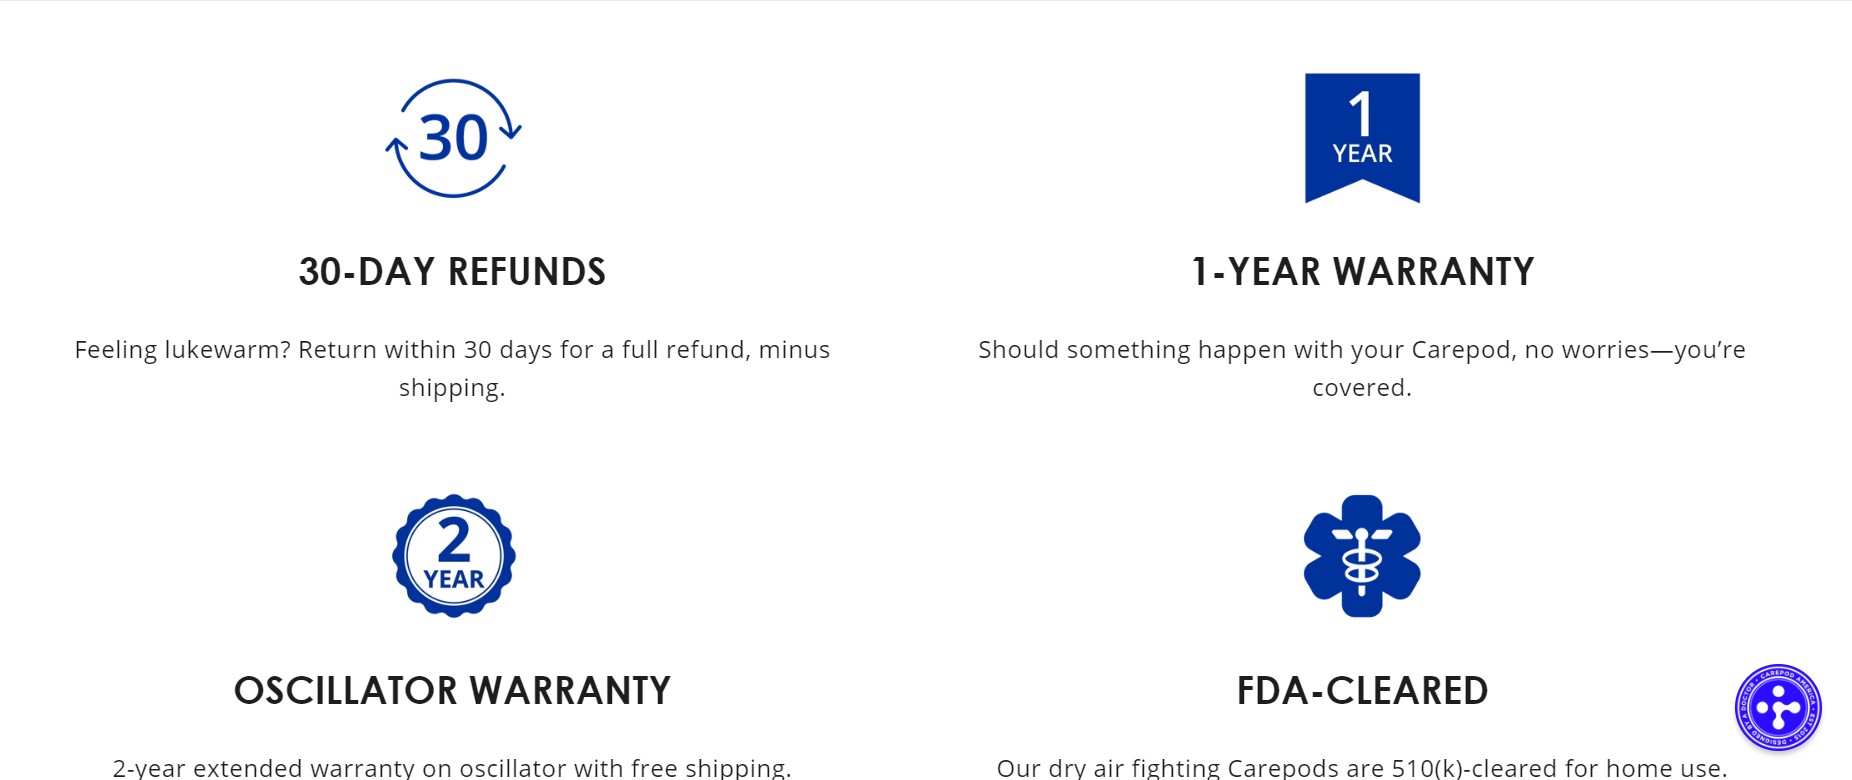 30
1
YEAR
30-DAY REFUNDS
1-YEAR WARRANTY
Feeling lukewarm? Return within 30 days for a full refund, minus
shipping.
Should something happen with your Carepod, no worries—you’re
covered.
2
YEAR
OSCILLATOR WARRANTY
FDA-CLEARED
2-year extended warranty on oscillator with free shipping.
Our dry air fighting Carepods are 510(k)-cleared for home use.
CAREPOD AMERICA • EST 2015 • DESIGNED BY A DOCTOR •